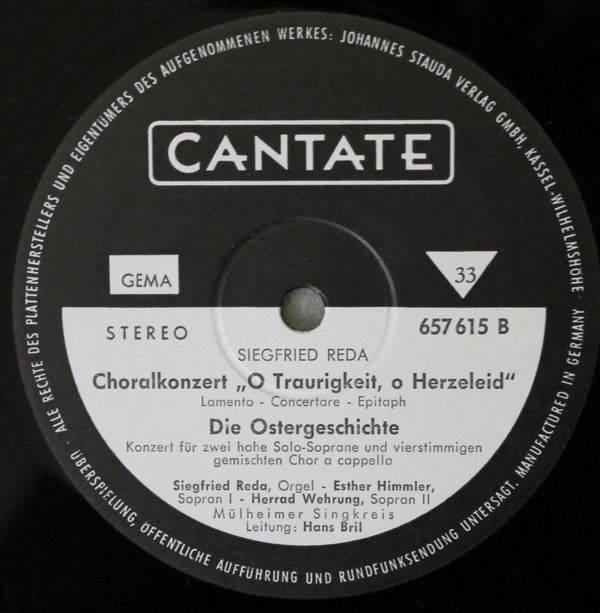 ALLE RECHTE DES PLATTENHERSTELLERS UND EIGENTÜMERS DES AUFGENOMMENEN WERKES: JOHANNES STAUDA VERLAG GMBH, KASSEL-WILHELMSHÖHE
CANTATE
GEMA
33
STEREO
657615 B
SIEGFRIED REDA
Choralkonzert „O Traurigkeit, o Herzeleid"
Lamento - Concertare - Epitaph
Die Ostergeschichte
Konzert für zwei hohe Solo-Soprane und vierstimmigen
gemischten Chor a cappella
Siegfried Reda, Orgel - Esther Himmler,
Sopran I - Herrad Wehrung, Sopran II
Mülheimer Singkreis
Leitung: Hans Bril
ÜBERSPIELUNG, ÖFFENTLICHE AUFFÜHRUNG UND RUNDFUNKSENDUNG UNTERSAGT. MANUFACTURED IN GERMANY